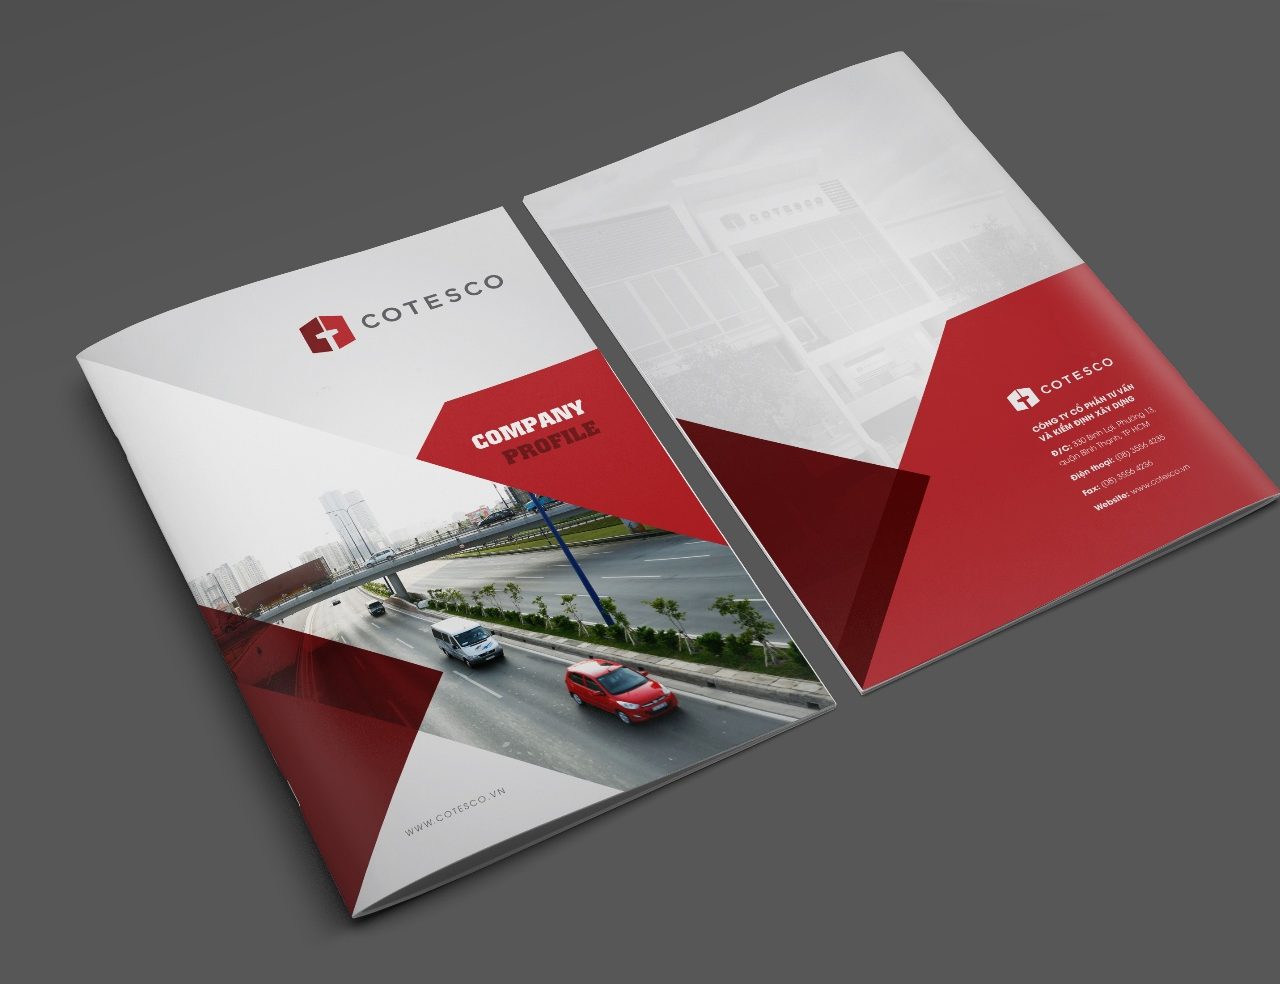 COTESCO
COMPANY
PROFILE
WWW.COTESCO.VN
COTESCO
COTESCO
CÔNG TY CỔ PHẦN TƯ VẤN
VÀ KIỂM ĐỊNH XÂY DỰNG
Đ/C: 330 Bình Lợi, Phường 13,
quận Bình Thạnh, TP HCM
Điện thoại: (08) 3556 4235
Fax: (08) 3556 4236
Website: www.cotesco.vn